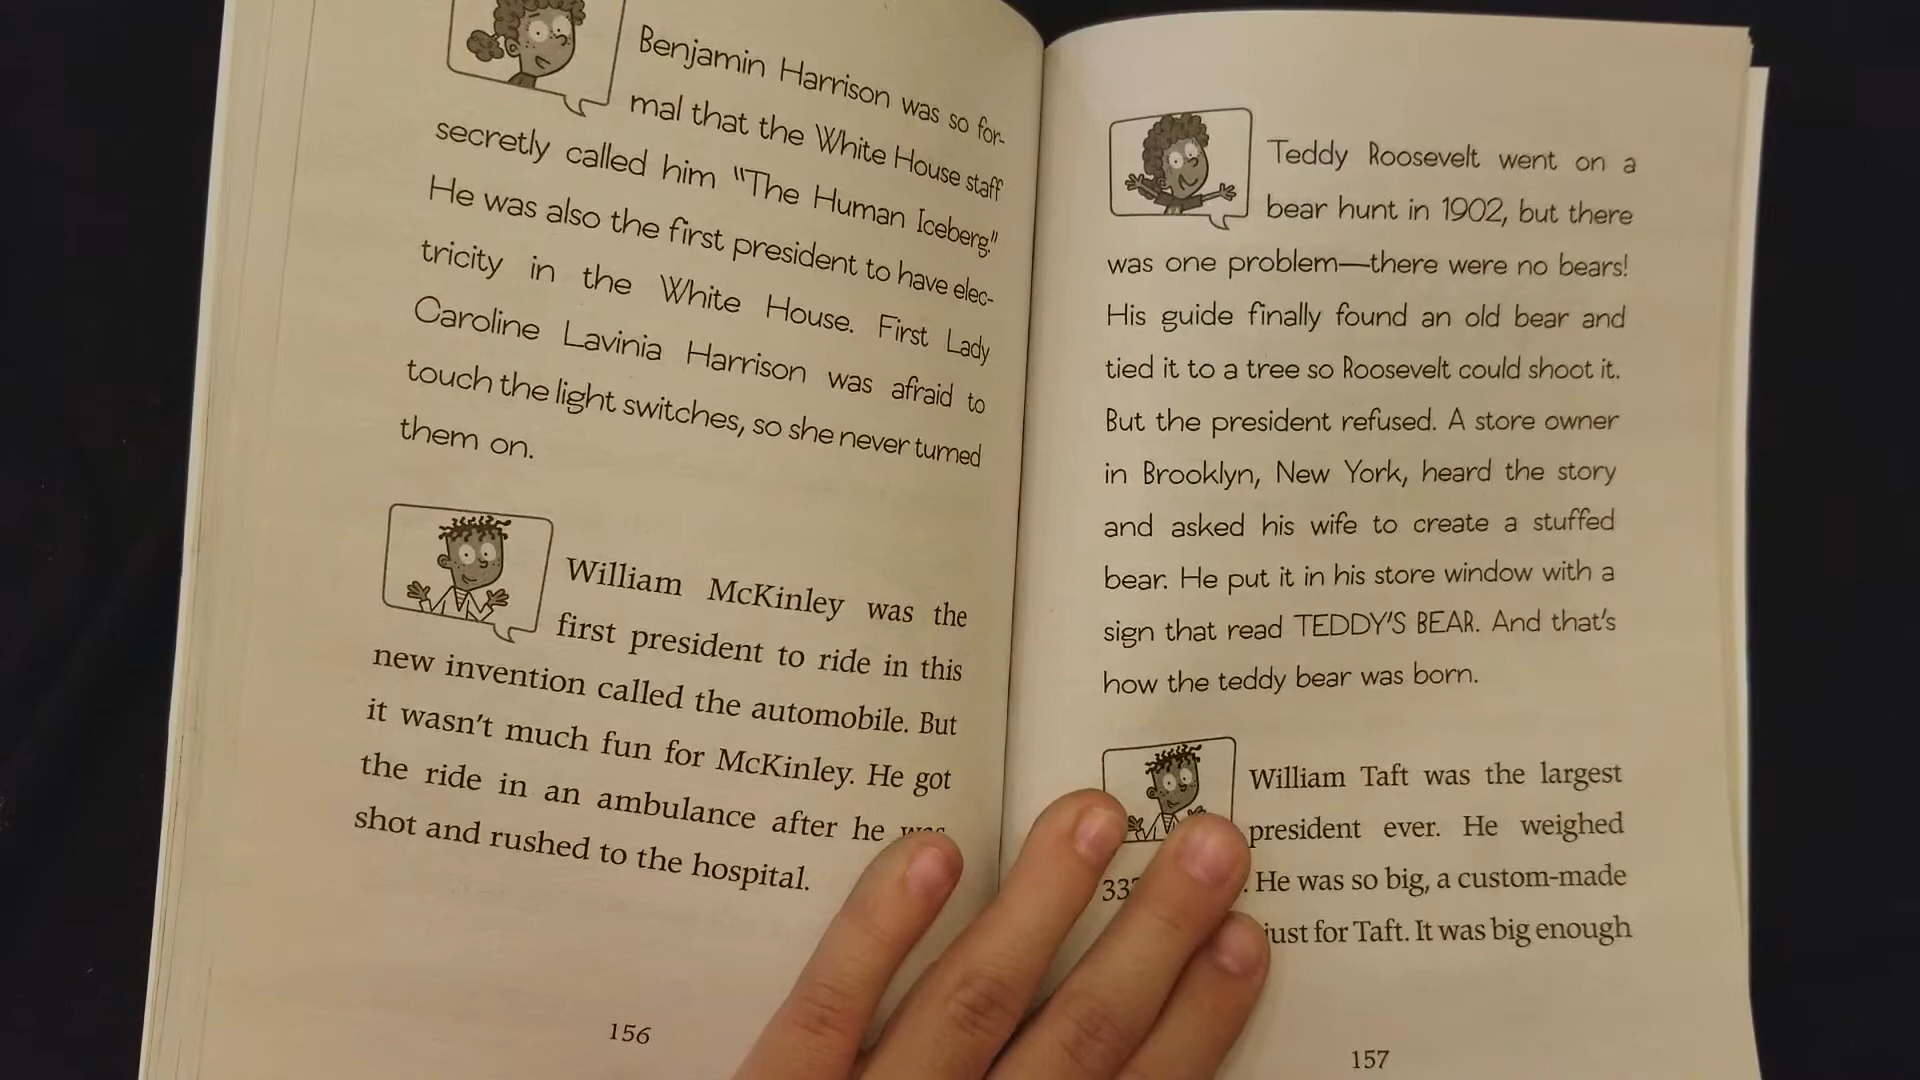 Benjamin Harrison was so for-
mal that the White House staff
secretly called him "The Human Iceberg."
He was also the first president to have elec-
tricity in the White House. First Lady
Caroline Lavinia Harrison was afraid to
touch the light switches, so she never turned
them on.
William McKinley was the
first president to ride in this
new invention called the automobile. But
it wasn't much fun for McKinley. He got
the ride in an ambulance after he was
shot and rushed to the hospital.
156
Teddy Roosevelt went on a
bear hunt in 1902, but there
was one problem—there were no bears!
His guide finally found an old bear and
tied it to a tree so Roosevelt could shoot it.
But the president refused. A store owner
in Brooklyn, New York, heard the story
and asked his wife to create a stuffed
bear. He put it in his store window with a
sign that read TEDDY'S BEAR. And that's
how the teddy bear was born.
William Taft was the largest
president ever. He weighed
He was so big, a custom-made
just for Taft. It was big enough
157